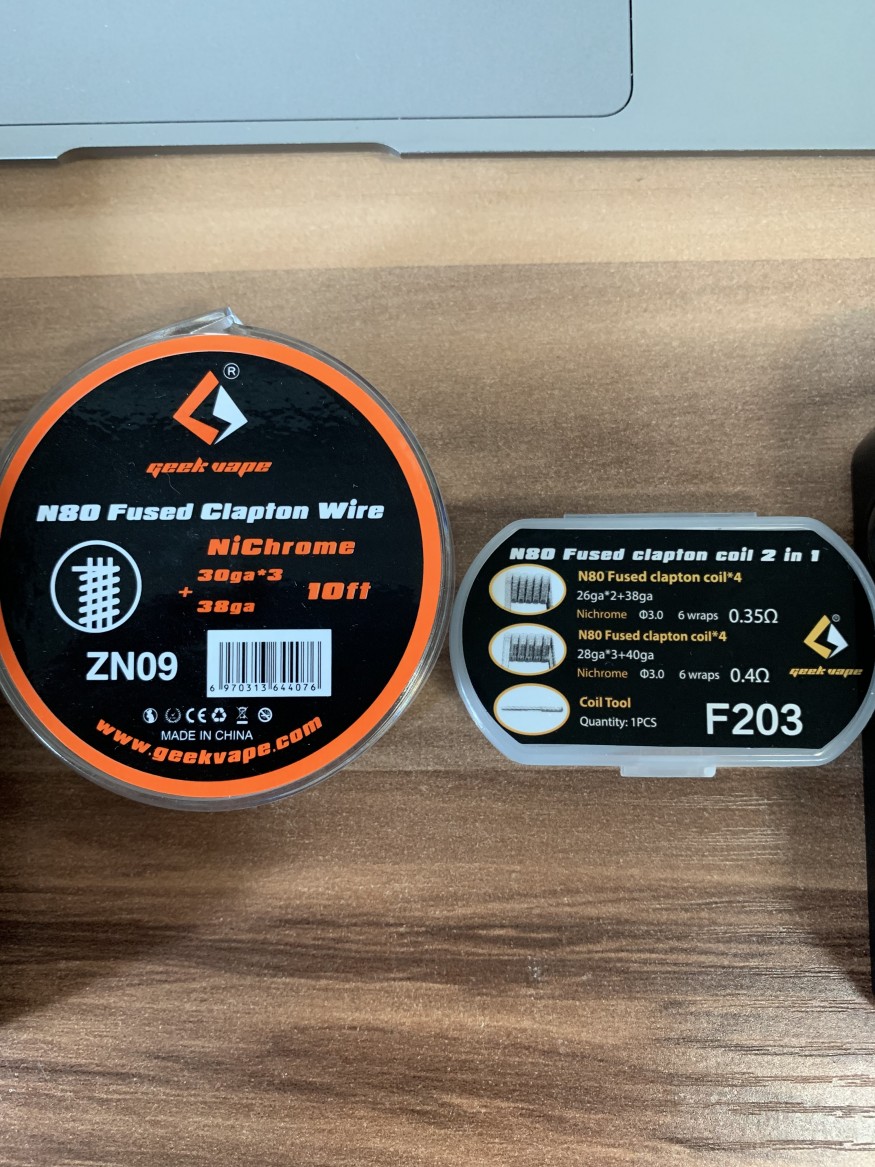 ®
geek vape
N80 Fused Clapton Wire
NiChrome
30ga*3
+
38ga
10ft
ZN09
6 970313 644076
CE
MADE IN CHINA
www.geekvape.com
N80 Fused clapton coil 2 in 1
N80 Fused clapton coil*4
26ga*2+38ga
Nichrome Φ3.0 6 wraps 0.35Ω
N80 Fused clapton coil*4
28ga*3+40ga
Nichrome Φ3.0 6 wraps 0.4Ω
Coil Tool
Quantity: 1PCS
®
geek vape
F203